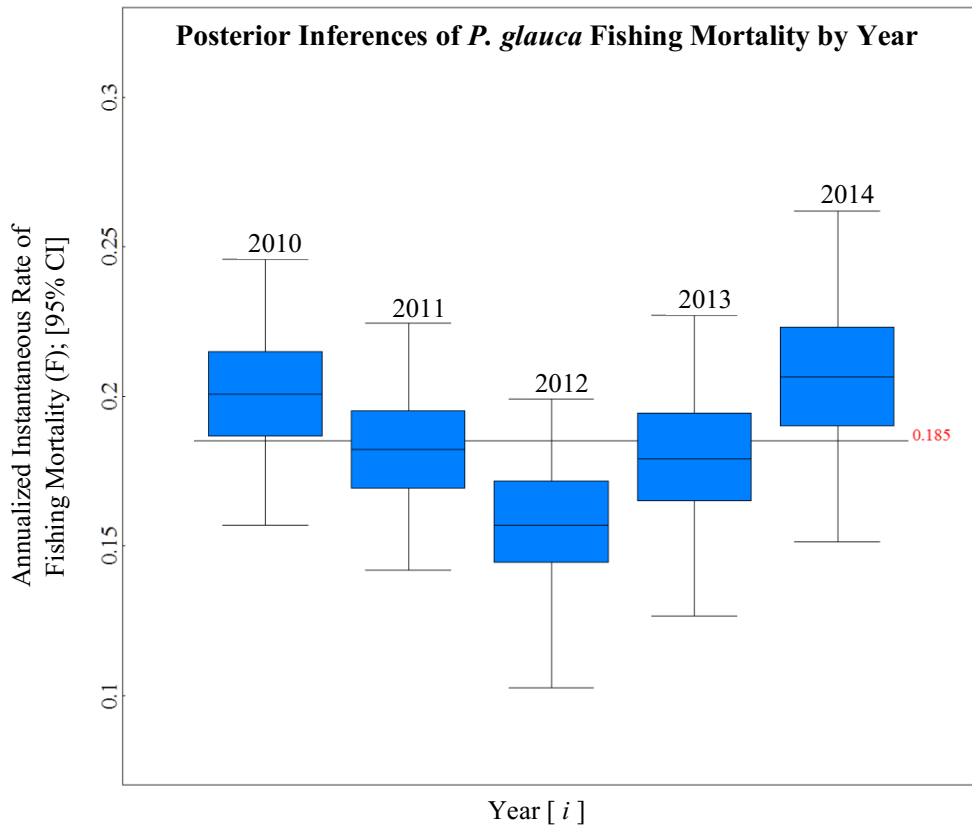 Posterior Inferences of P. glauca Fishing Mortality by Year
Annualized Instantaneous Rate of
Fishing Mortality (F); [95% CI]
0.3
0.25
0.2
0.15
0.1
2010
2011
2012
2013
2014
0.185
Year [ i ]